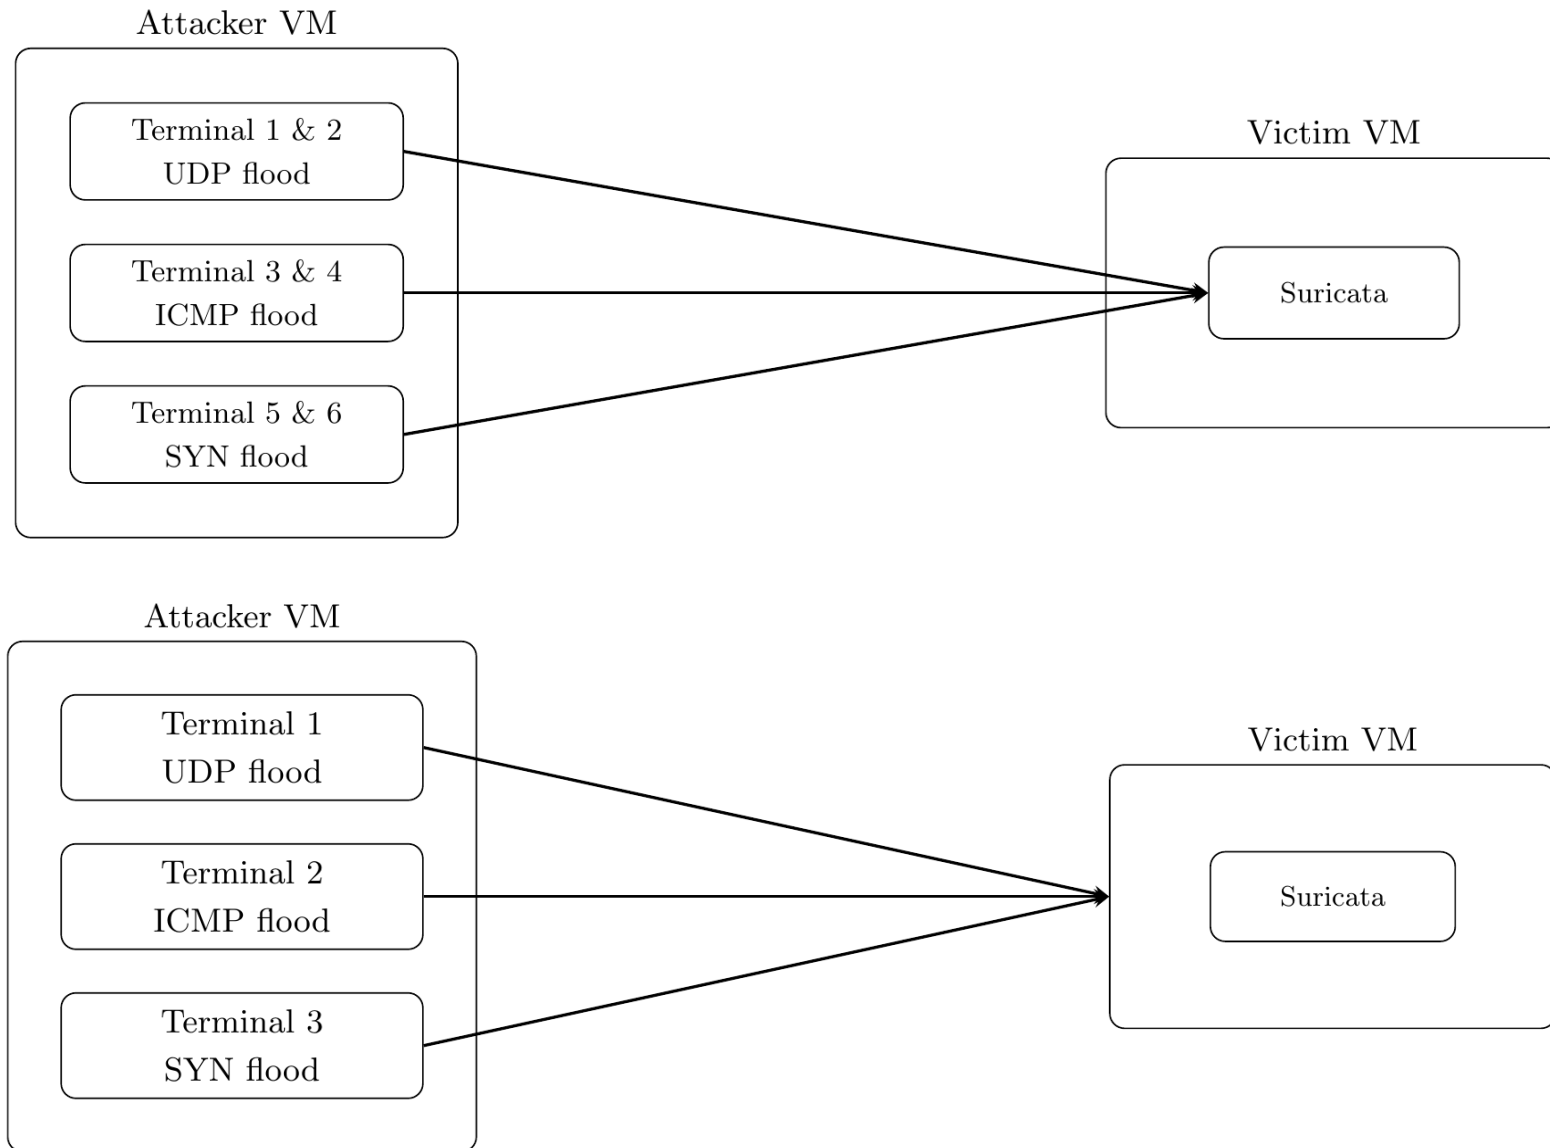 Attacker VM
Terminal 1 & 2
UDP flood
Terminal 3 & 4
ICMP flood
Terminal 5 & 6
SYN flood
Victim VM
Suricata
Attacker VM
Terminal 1
UDP flood
Terminal 2
ICMP flood
Terminal 3
SYN flood
Victim VM
Suricata